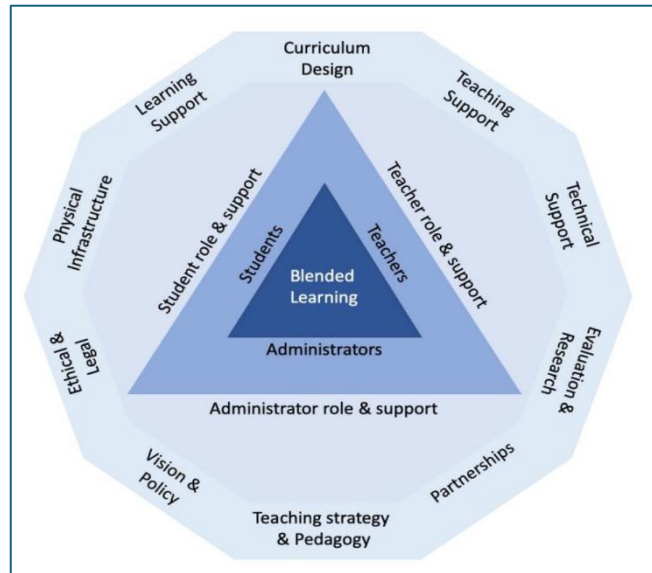 Curriculum
Design
Teaching
Support
Technical
Support
Evaluation &
Research
Partnerships
Teaching strategy
& Pedagogy
Vision &
Policy
Ethical &
Legal
Physical
Infrastructure
Learning
Support
Student role & support
Teacher role & support
Administrator role & support
Students
Teachers
Administrators
Blended
Learning